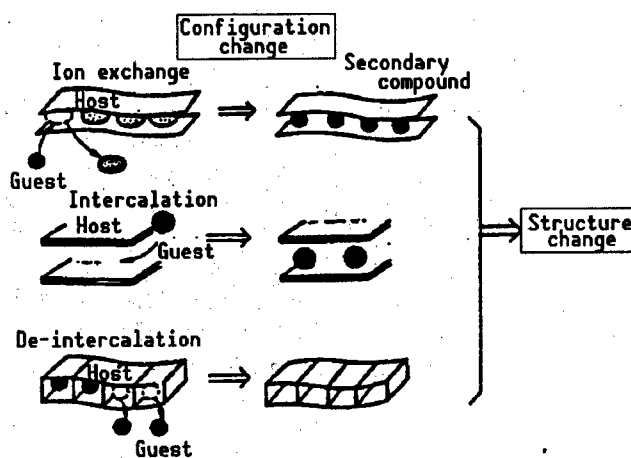 Configuration
change
Ion exchange
Host
Guest
Secondary
compound
Intercalation
Host
Guest
Structure
change
De-intercalation
Host
Guest